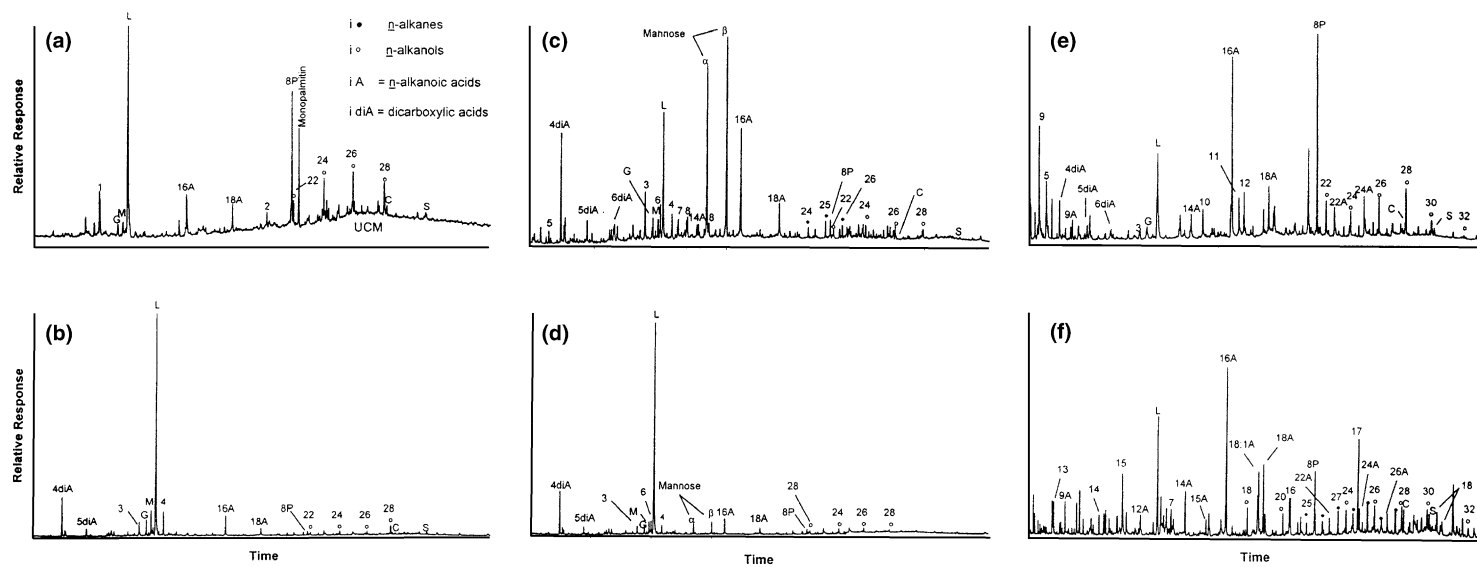 (a)
Relative Response
L
i • n-alkanes
i ○ n-alkanols
i A = n-alkanoic acids
i diA = dicarboxylic acids
8P
Monopalmitin
1
G
M
16A
18A
2
22
24
26
28
C
S
UCM
(b)
Relative Response
L
4diA
5diA
3
G
M
4
16A
18A
8P
22
24
26
28
C
S
Time
(c)
Mannose
α
β
L
4diA
5
5diA
6diA
G
3
M
6
4
7
8
14A
8
16A
18A
24
25
8P
22
26
24
26
C
28
S
(d)
L
4diA
5diA
3
M
G
6
4
Mannose
α
β
16A
18A
8P
28
24
26
28
Time
(e)
9
5
4diA
9A
5diA
6diA
3
G
L
14A
10
11
16A
12
18A
8P
22
22A
24
24A
26
C
28
30
S
32
(f)
13
9A
14
15
12A
L
7
14A
15A
16A
18
18:1A
18A
20
16
25
22A
8P
27
24
17
24A
26
26A
28
C
30
S
18
32
Time